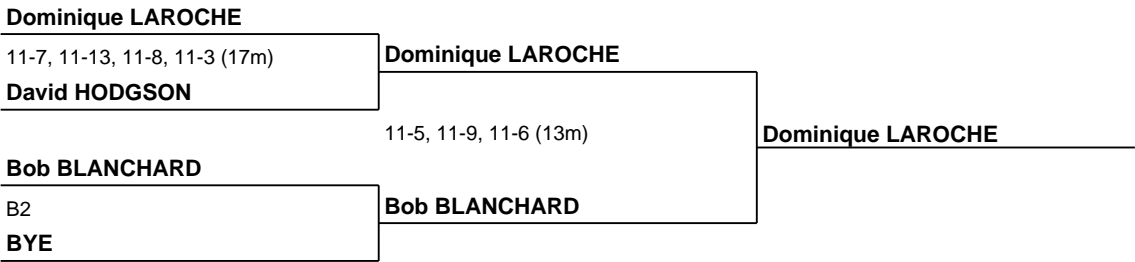 Dominique LAROCHE
11-7, 11-13, 11-8, 11-3 (17m)
David HODGSON
Dominique LAROCHE
11-5, 11-9, 11-6 (13m)
Dominique LAROCHE
Bob BLANCHARD
B2
BYE
Bob BLANCHARD